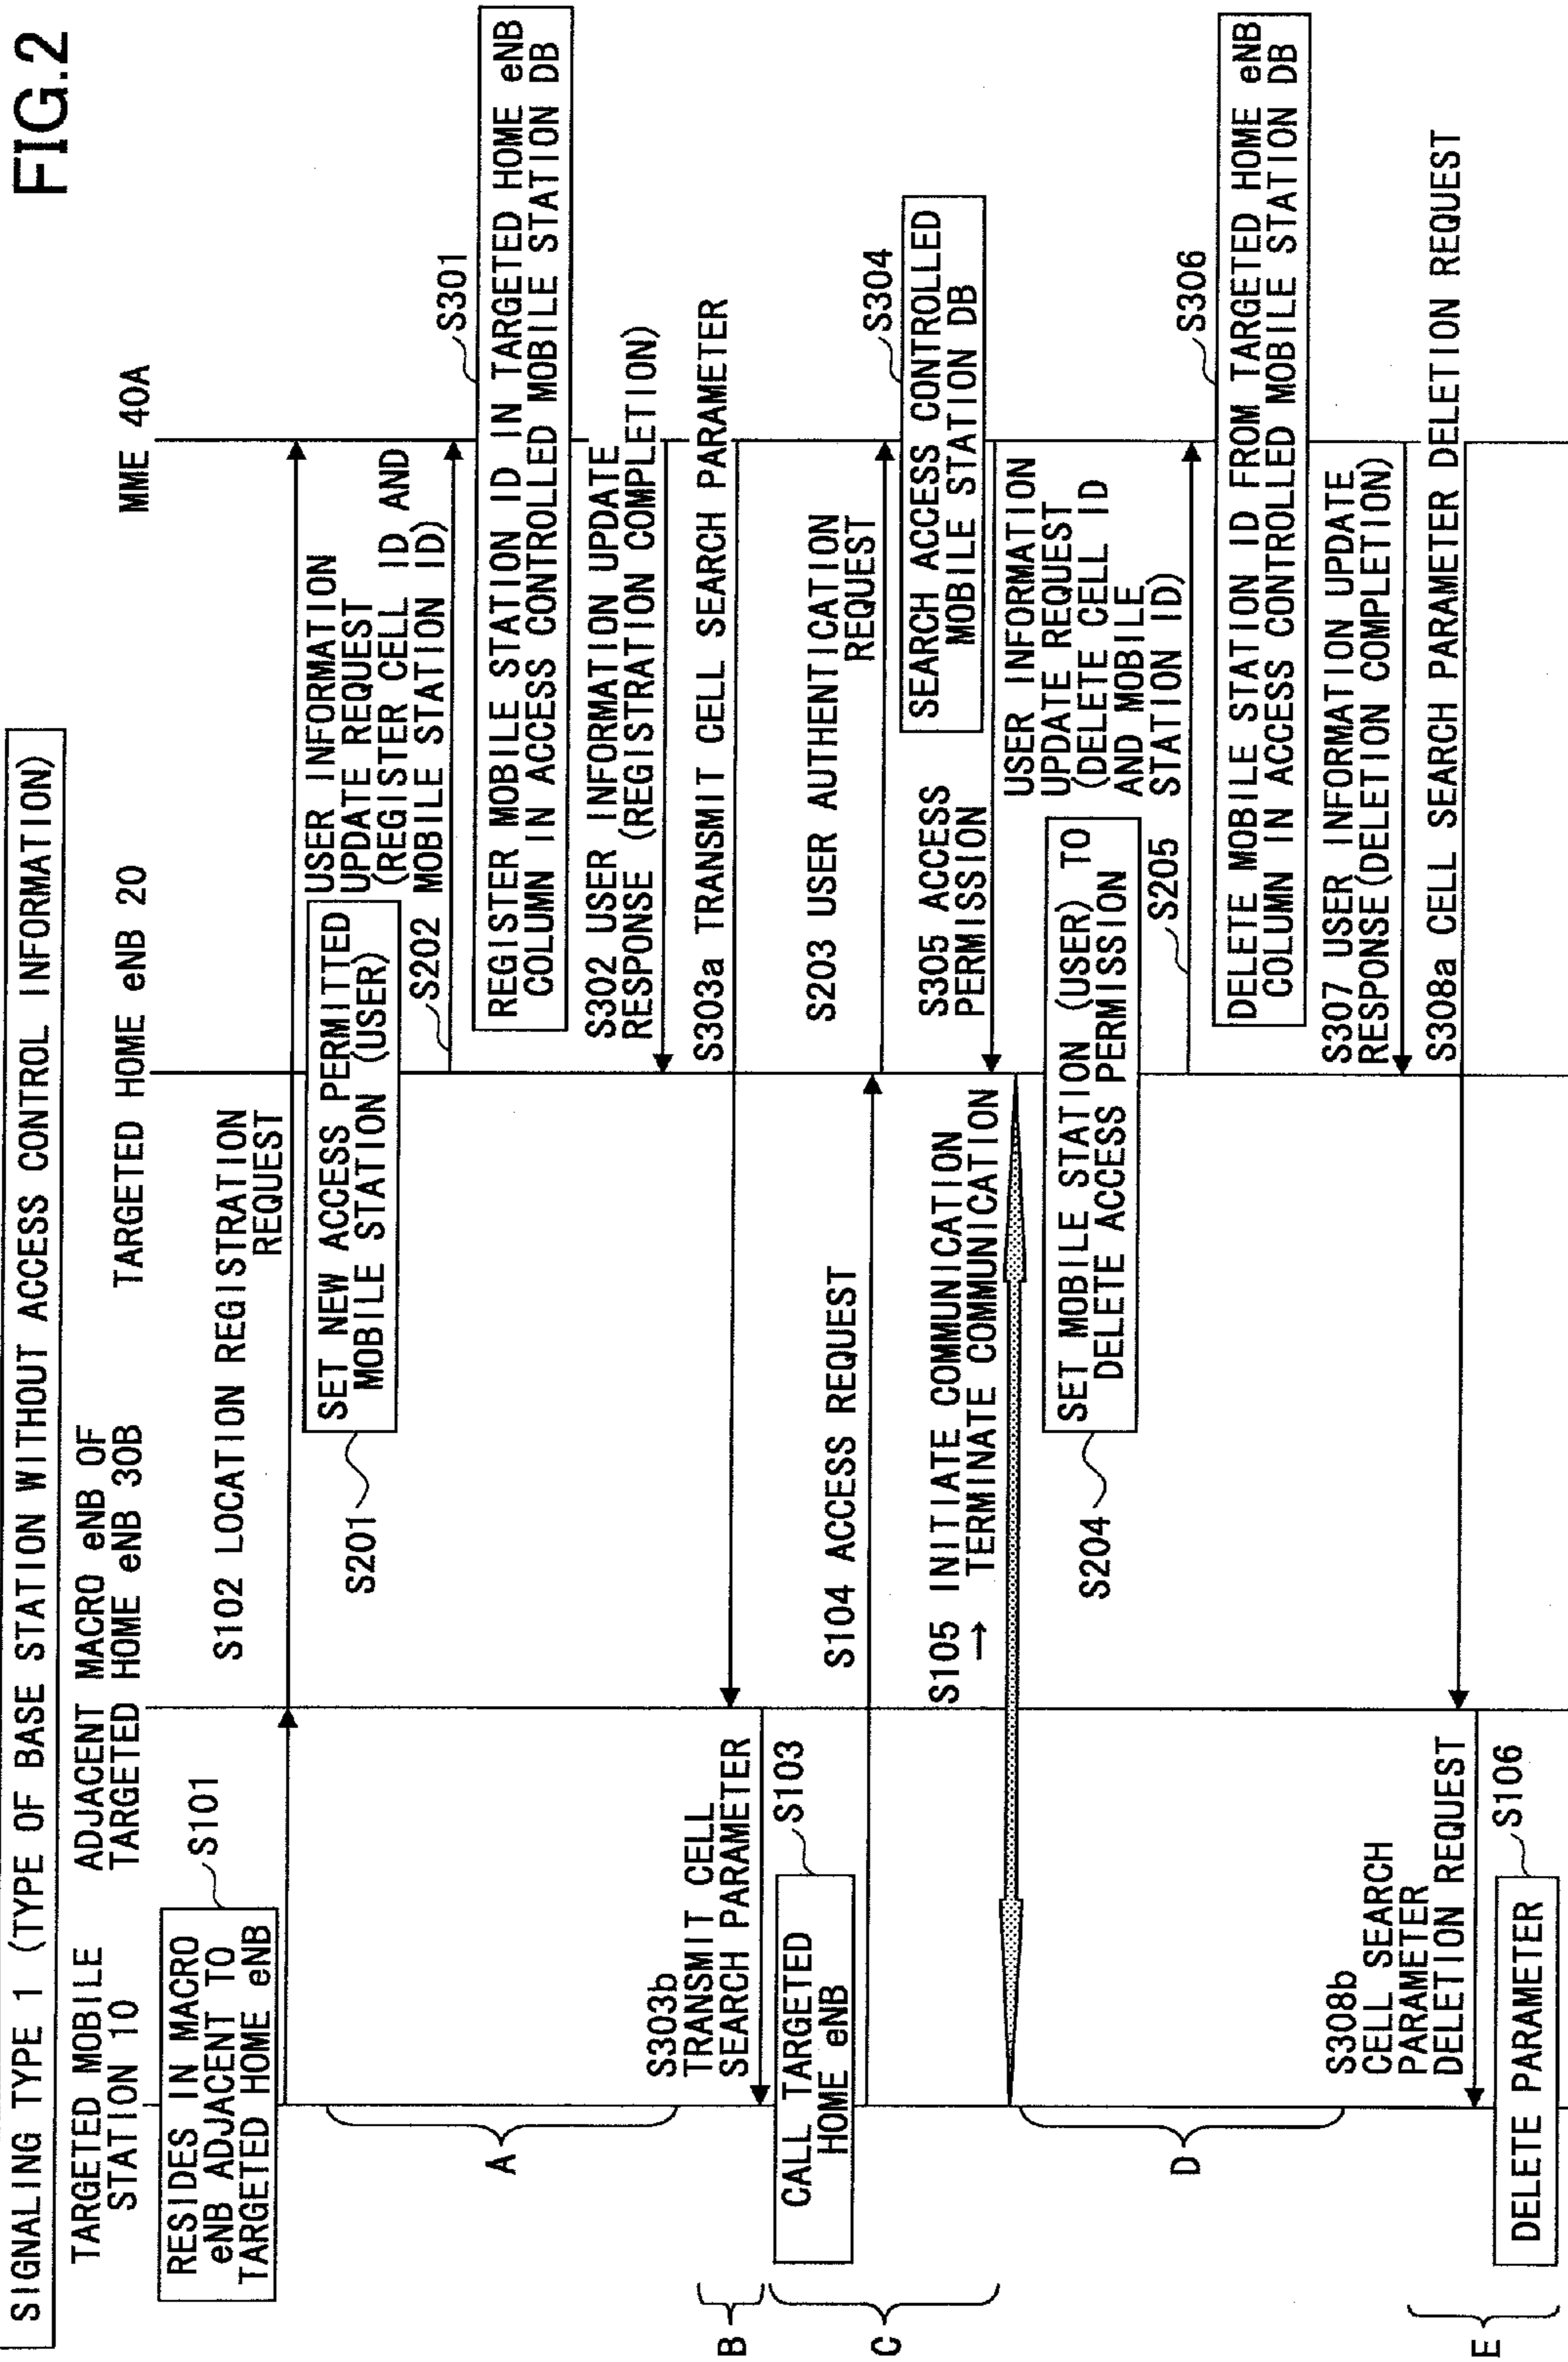 FIG.2
SIGNALING TYPE 1 (TYPE OF BASE STATION WITHOUT ACCESS CONTROL INFORMATION)
TARGETED MOBILE
STATION 10
ADJACENT MACRO eNB OF
TARGETED HOME eNB 30B
TARGETED HOME eNB 20
MME 40A
RESIDES IN MACRO
eNB ADJACENT TO
TARGETED HOME eNB
S101
S102 LOCATION REGISTRATION
REQUEST
SET NEW ACCESS PERMITTED
MOBILE STATION (USER)
S201
USER INFORMATION
UPDATE REQUEST
(REGISTER CELL ID AND
MOBILE STATION ID)
S202
S301
REGISTER MOBILE STATION ID IN TARGETED HOME eNB
COLUMN IN ACCESS CONTROLLED MOBILE STATION DB
A
S302 USER INFORMATION UPDATE
RESPONSE (REGISTRATION COMPLETION)
S303a TRANSMIT CELL SEARCH PARAMETER
S303b
TRANSMIT CELL
SEARCH PARAMETER
B
CALL TARGETED
HOME eNB
S103
S104 ACCESS REQUEST
S203 USER AUTHENTICATION
REQUEST
S304
SEARCH ACCESS CONTROLLED
MOBILE STATION DB
C
S305 ACCESS
PERMISSION
S105 INITIATE COMMUNICATION
→ TERMINATE COMMUNICATION
SET MOBILE STATION (USER) TO
DELETE ACCESS PERMISSION
S204
USER INFORMATION
UPDATE REQUEST
(DELETE CELL ID
AND MOBILE
STATION ID)
S205
S306
DELETE MOBILE STATION ID FROM TARGETED HOME eNB
COLUMN IN ACCESS CONTROLLED MOBILE STATION DB
D
S307 USER INFORMATION UPDATE
RESPONSE(DELETION COMPLETION)
S308a CELL SEARCH PARAMETER DELETION REQUEST
S308b
CELL SEARCH
PARAMETER
DELETION REQUEST
E
DELETE PARAMETER
S106